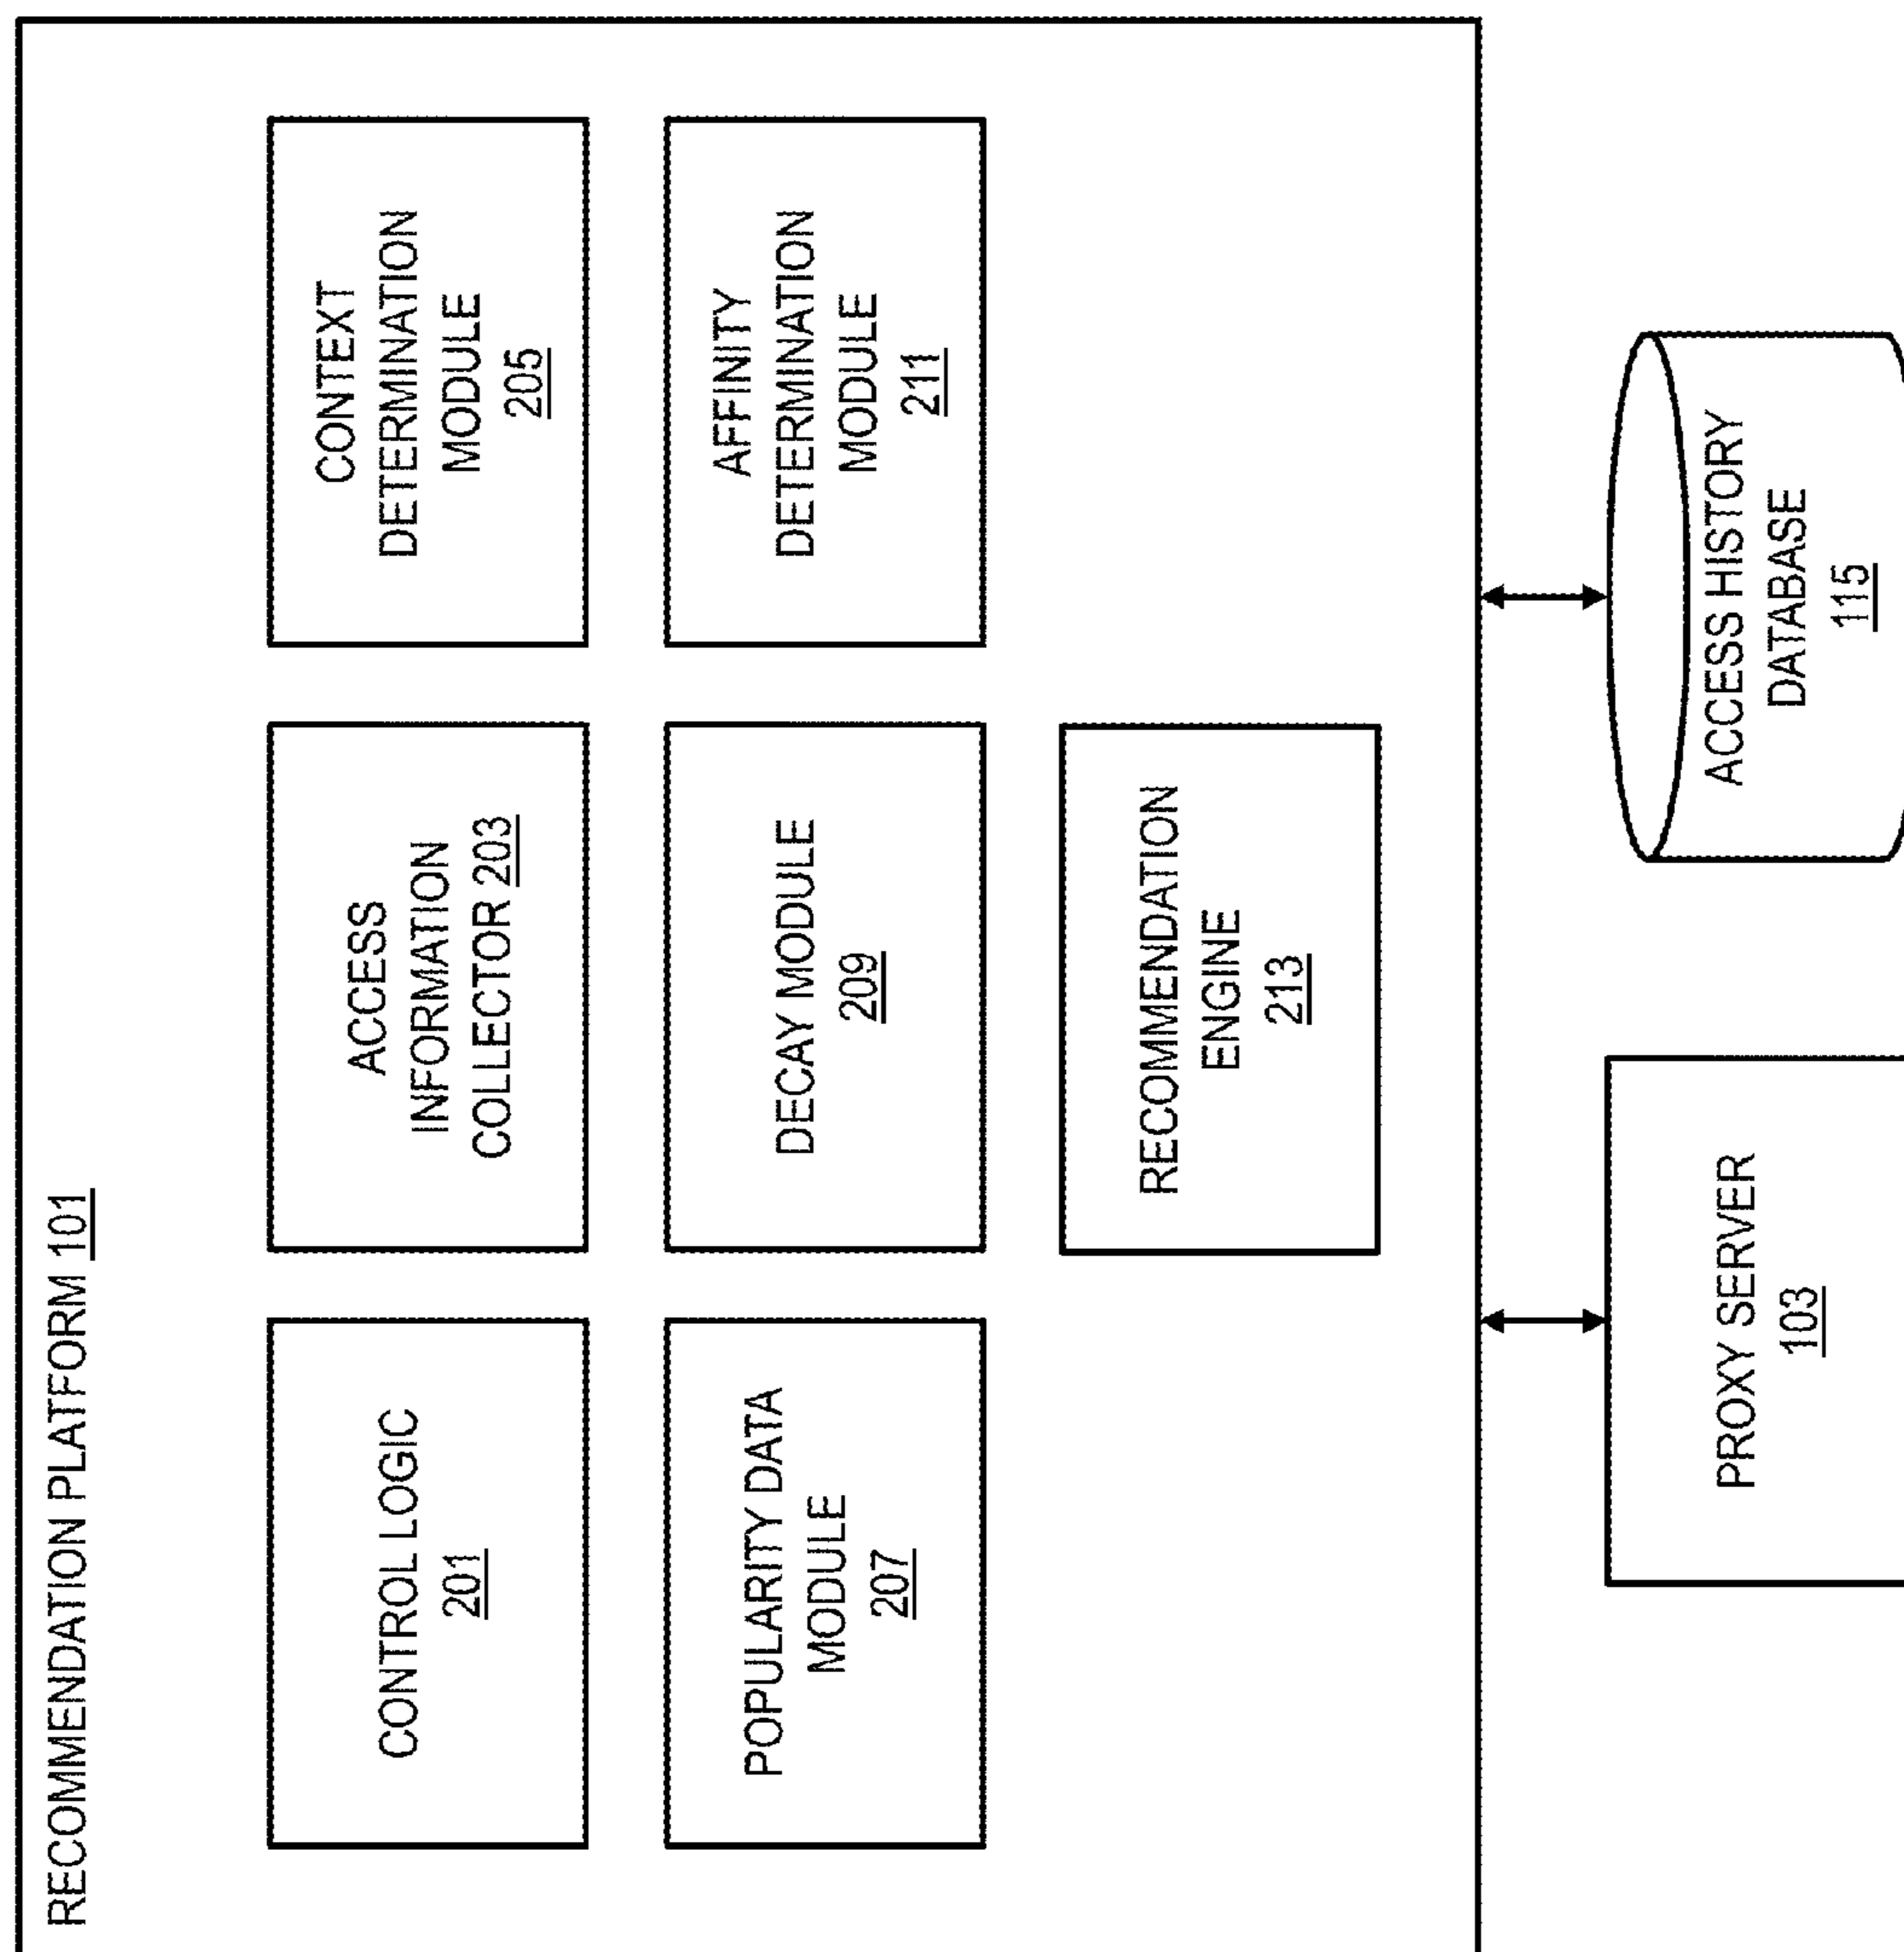 RECOMMENDATION PLATFORM 101
CONTROL LOGIC
201
ACCESS
INFORMATION
COLLECTOR 203
CONTEXT
DETERMINATION
MODULE
205
POPULARITY DATA
MODULE
207
DECAY MODULE
209
AFFINITY
DETERMINATION
MODULE
211
RECOMMENDATION
ENGINE
213
PROXY SERVER
103
ACCESS HISTORY
DATABASE
115